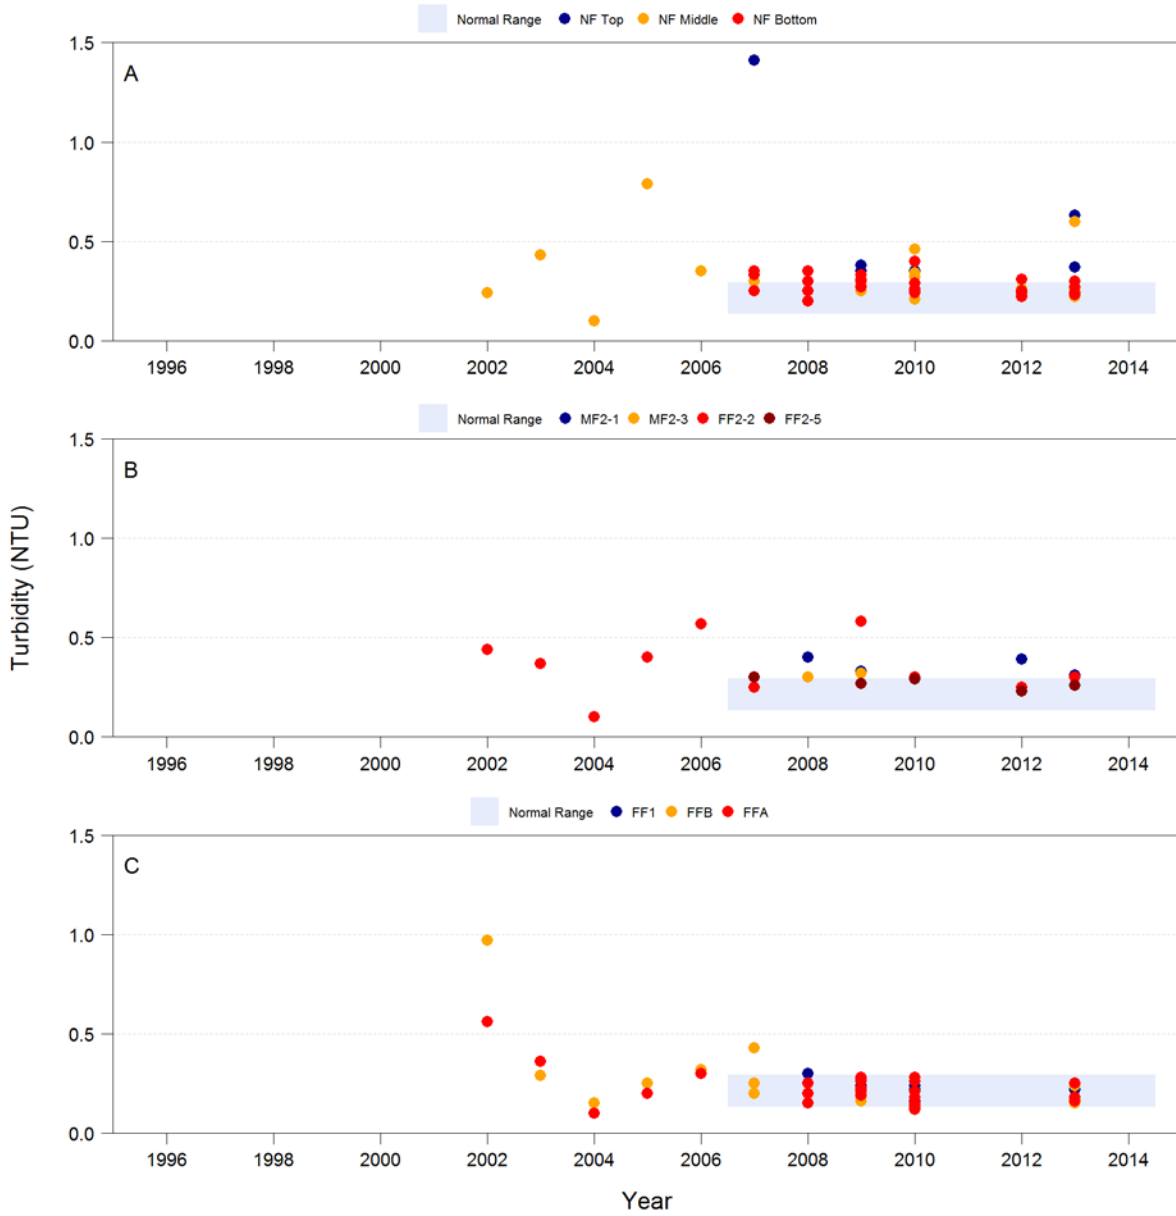 Normal Range NF Top NF Middle NF Bottom
1.5
A
1.0
0.5
0.0
1996 1998 2000 2002 2004 2006 2008 2010 2012 2014
Normal Range MF2-1 MF2-3 FF2-2 FF2-5
1.5
B
1.0
0.5
0.0
1996 1998 2000 2002 2004 2006 2008 2010 2012 2014
Turbidity (NTU)
Normal Range FF1 FFB FFA
1.5
C
1.0
0.5
0.0
1996 1998 2000 2002 2004 2006 2008 2010 2012 2014
Year